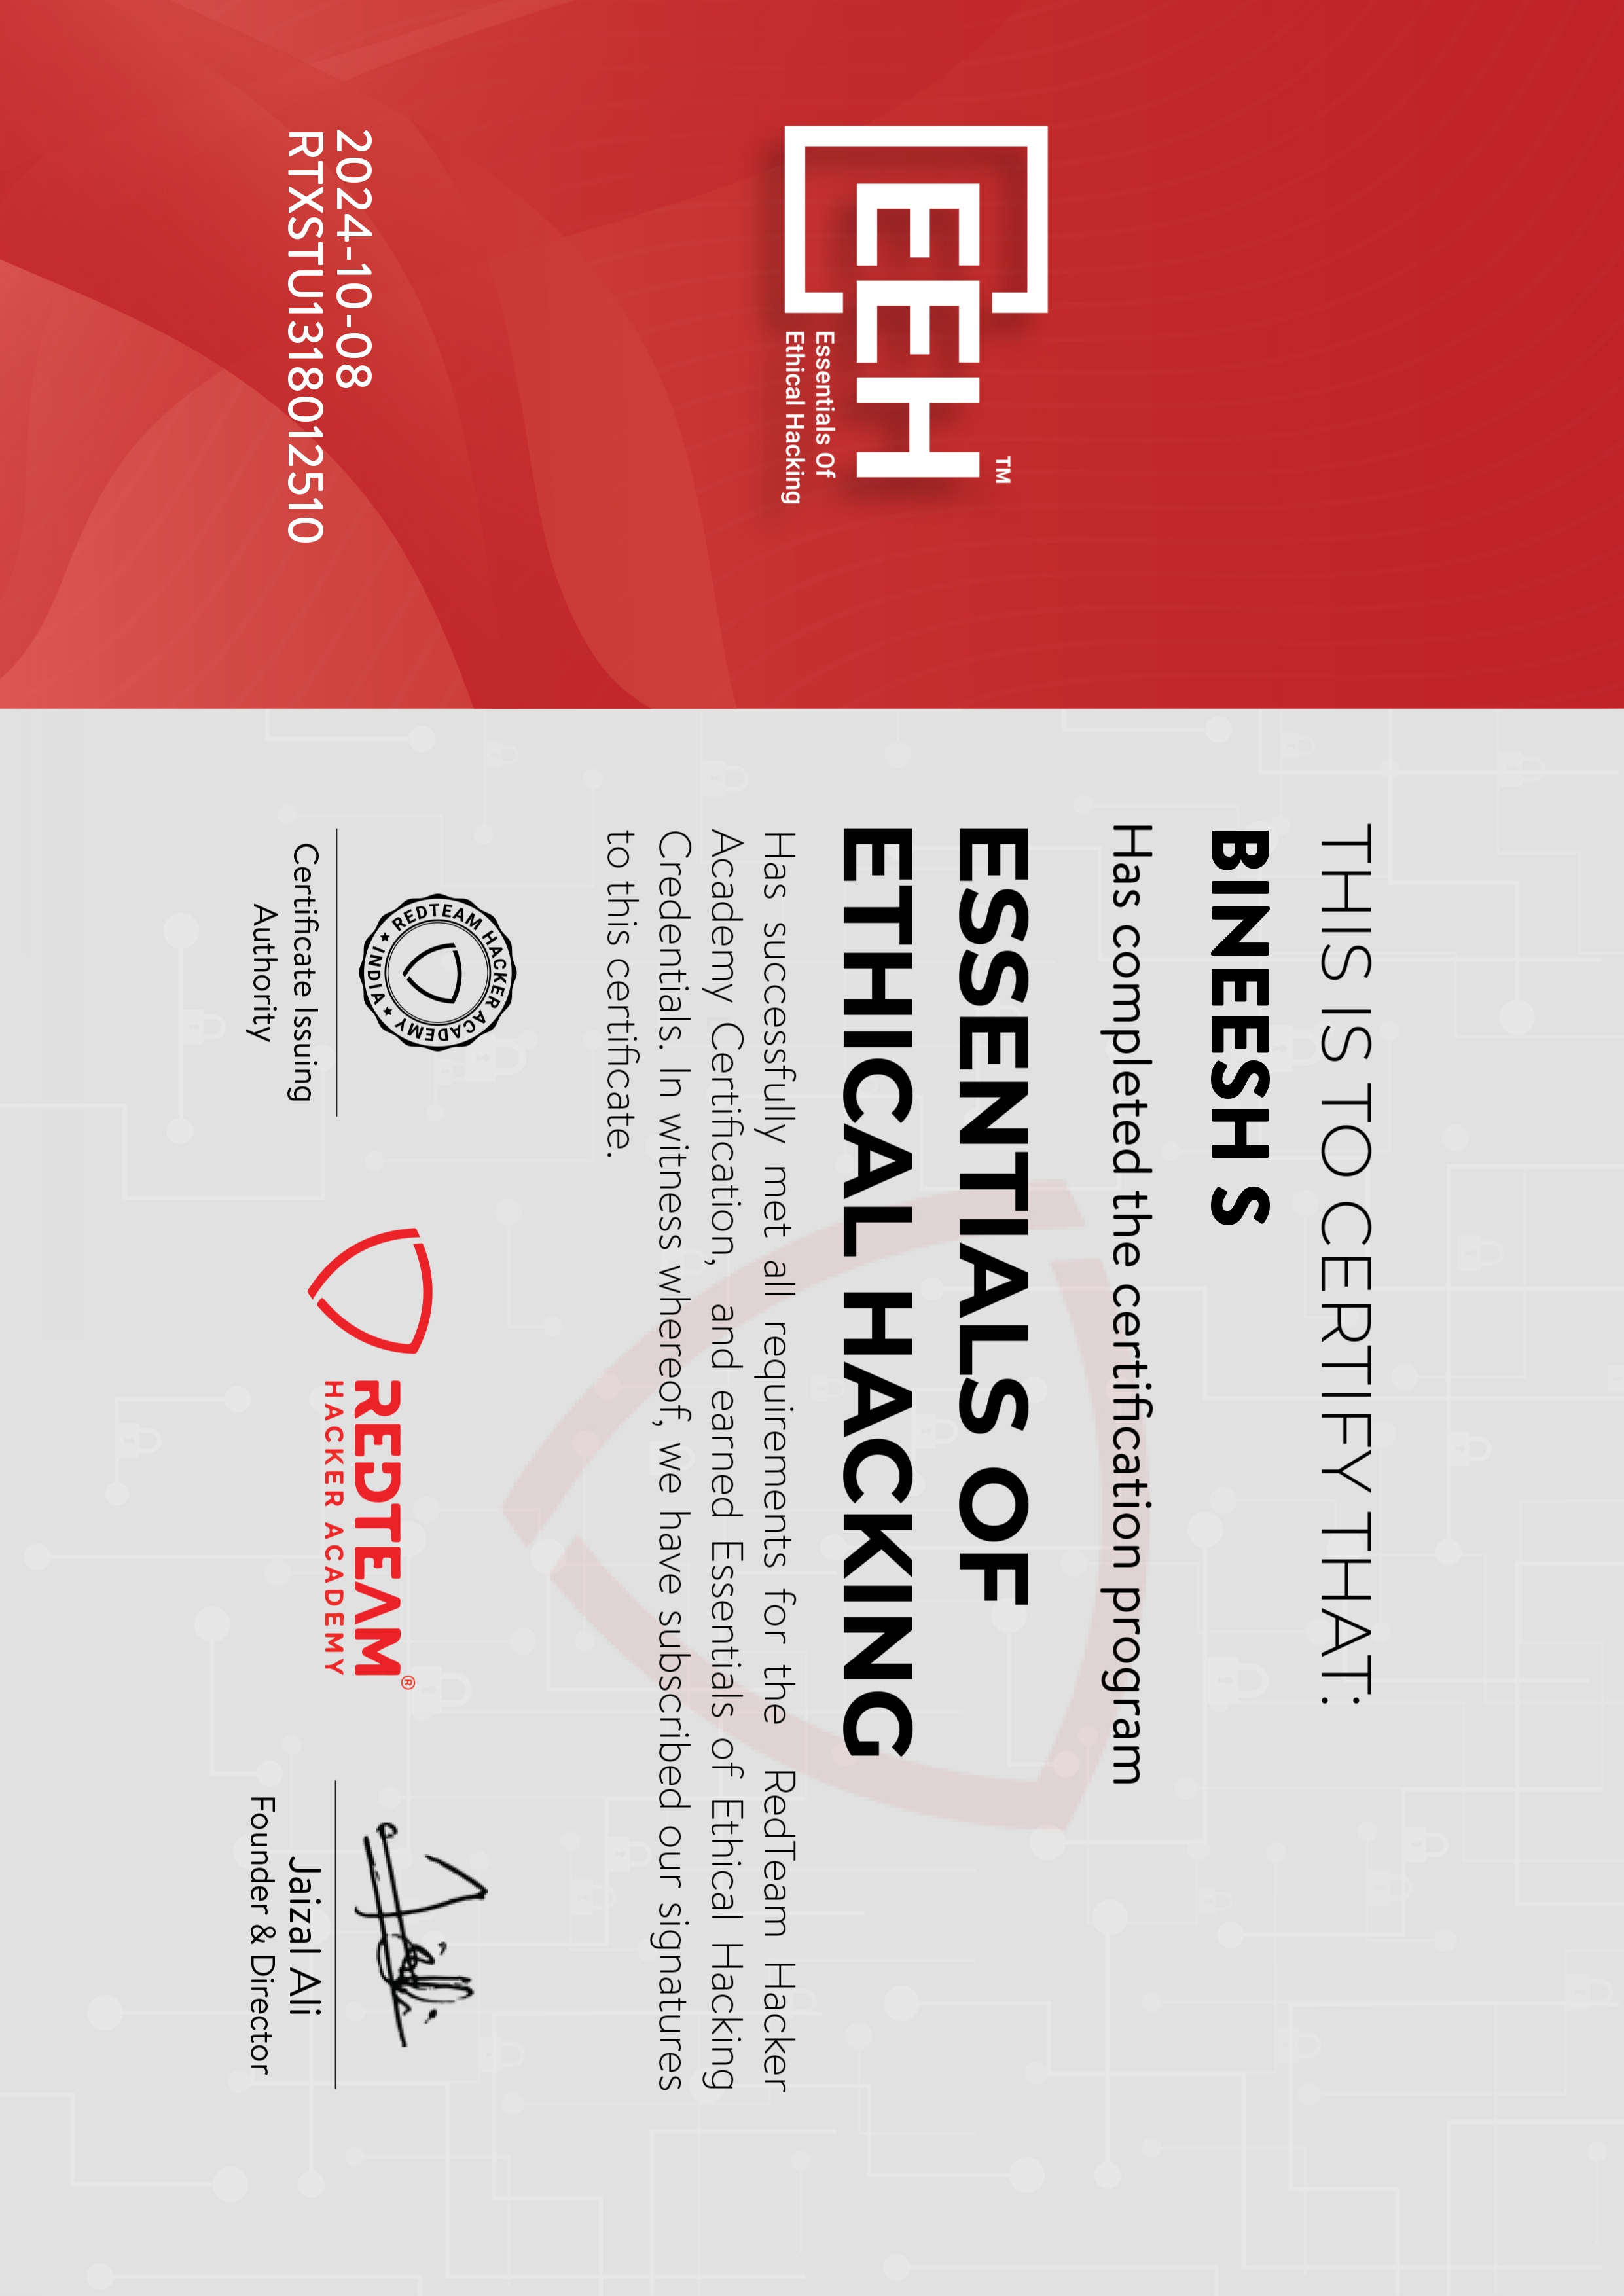 EEH™
Essentials Of
Ethical Hacking
2024-10-08
RTXSTU1318012510
THIS IS TO CERTIFY THAT:
BINEESH S
Has completed the certification program
ESSENTIALS OF
ETHICAL HACKING
Has successfully met all requirements for the RedTeam Hacker
Academy Certification, and earned Essentials of Ethical Hacking
Credentials. In witness whereof, we have subscribed our signatures
to this certificate.
REDTEAM HACKER ACADEMY
★ INDIA ★
Certificate Issuing
Authority
REDTEAM®
HACKER ACADEMY
Jaizal Ali
Founder & Director